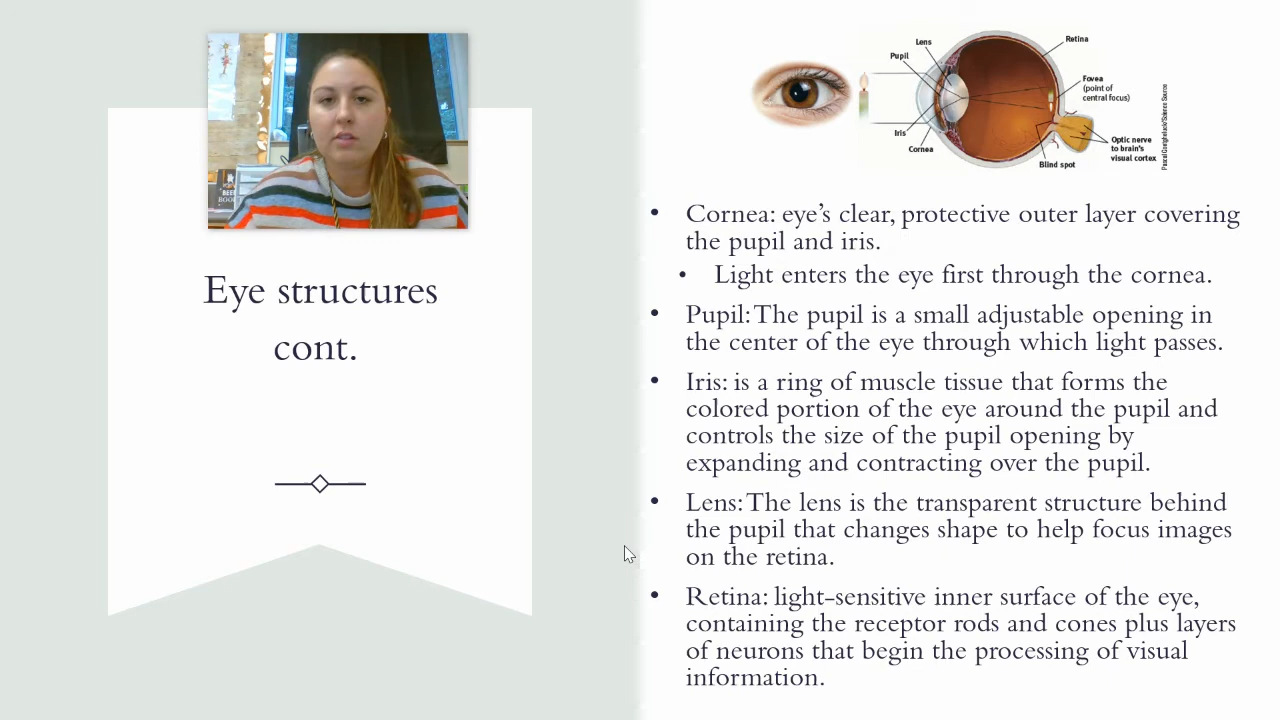 Eye structures
cont.
Lens
Pupil
Iris
Cornea
Retina
Fovea
(point of
central focus)
Optic nerve
to brain's
visual cortex
Blind spot
• Cornea: eye's clear, protective outer layer covering
the pupil and iris.
• Light enters the eye first through the cornea.
• Pupil: The pupil is a small adjustable opening in
the center of the eye through which light passes.
• Iris: is a ring of muscle tissue that forms the
colored portion of the eye around the pupil and
controls the size of the pupil opening by
expanding and contracting over the pupil.
• Lens: The lens is the transparent structure behind
the pupil that changes shape to help focus images
on the retina.
• Retina: light-sensitive inner surface of the eye,
containing the receptor rods and cones plus layers
of neurons that begin the processing of visual
information.